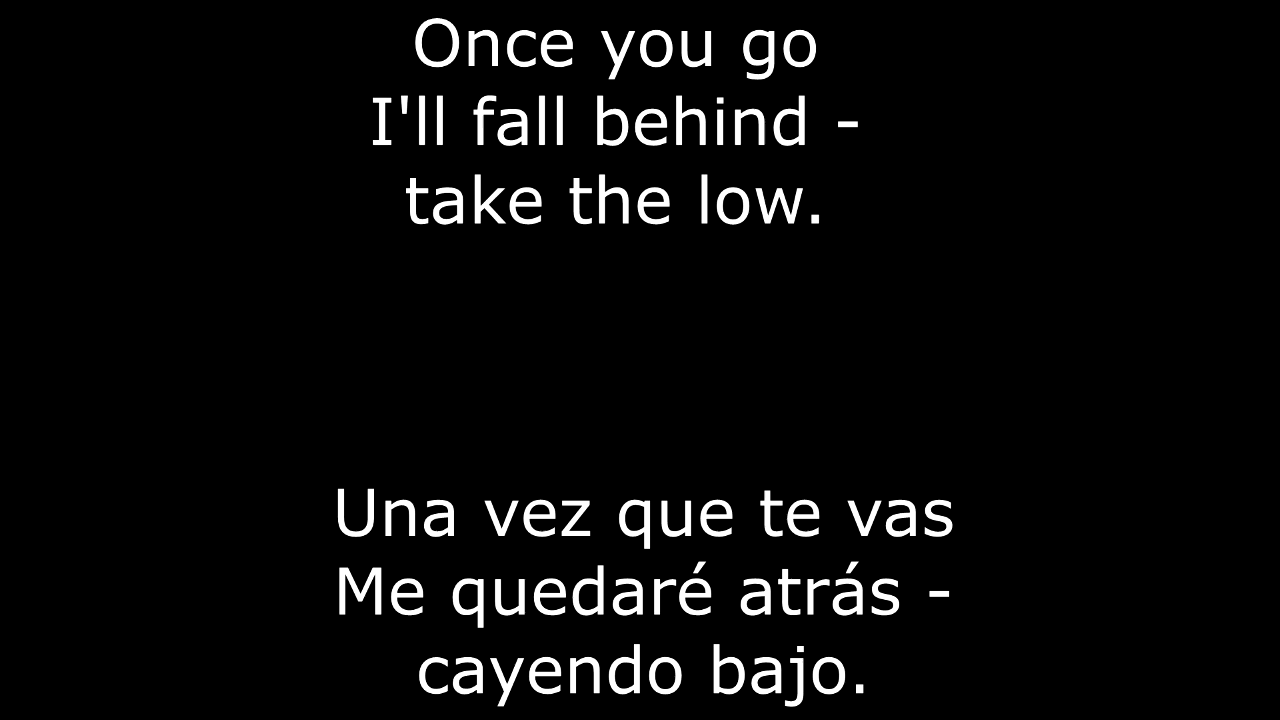 Once you go
I'll fall behind -
take the low.
Una vez que te vas
Me quedaré atrás -
cayendo bajo.